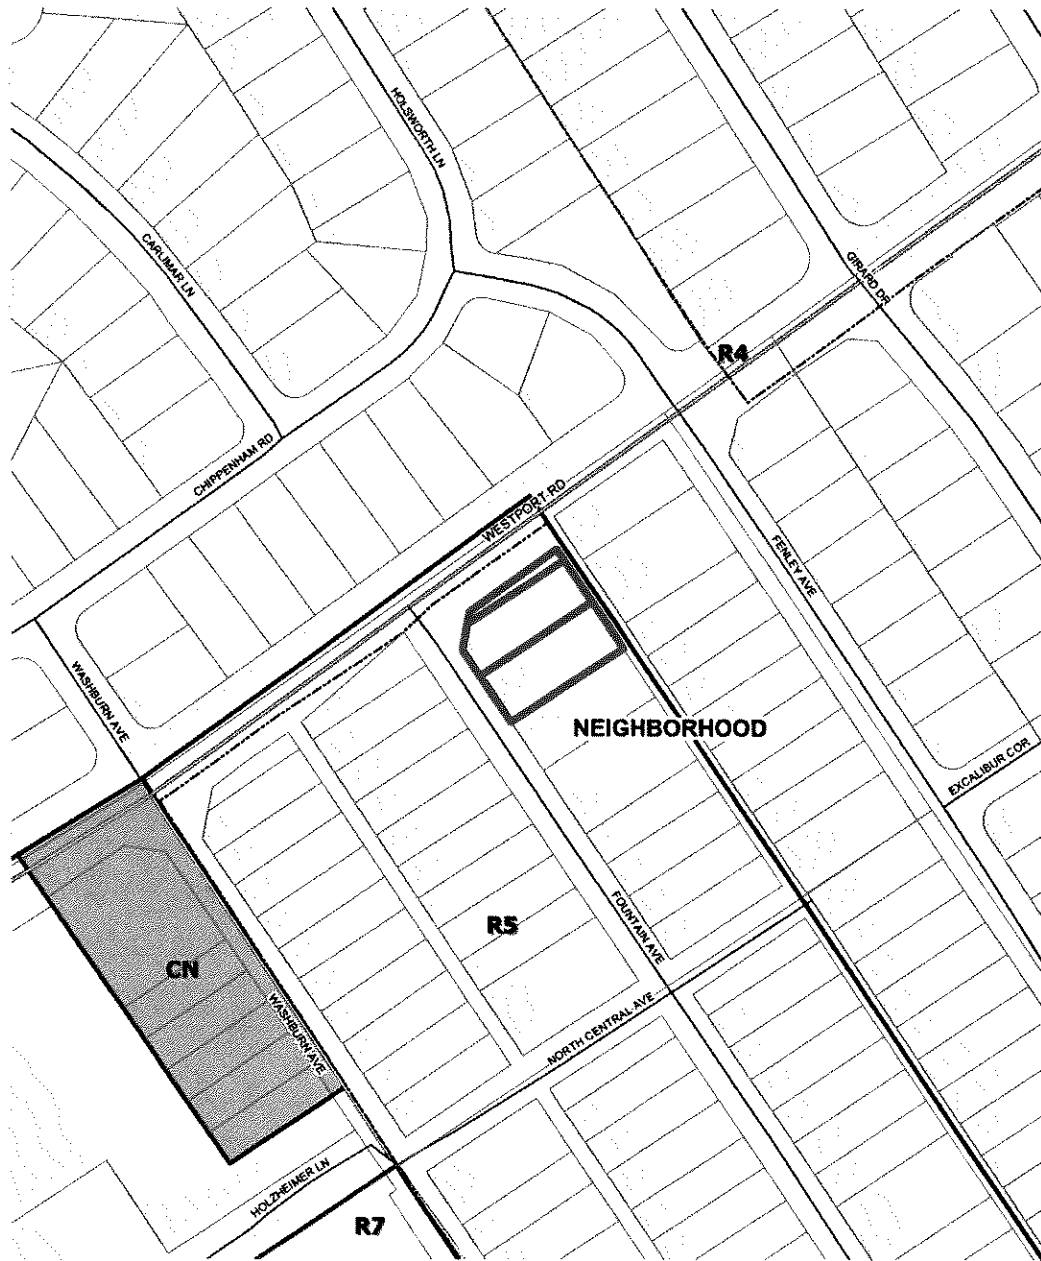 HOLSWORTH LN
CARLIMAR LN
GIRARD DR
R4
CHIPPENHAM RD
WESTPORT RD
FENLEY AVE
WASHBURN AVE
NEIGHBORHOOD
EXCALIBUR COR
R5
FOUNTAIN AVE
CN
WASHBURN AVE
NORTH CENTRAL AVE
HOLZHEIMER LN
R7